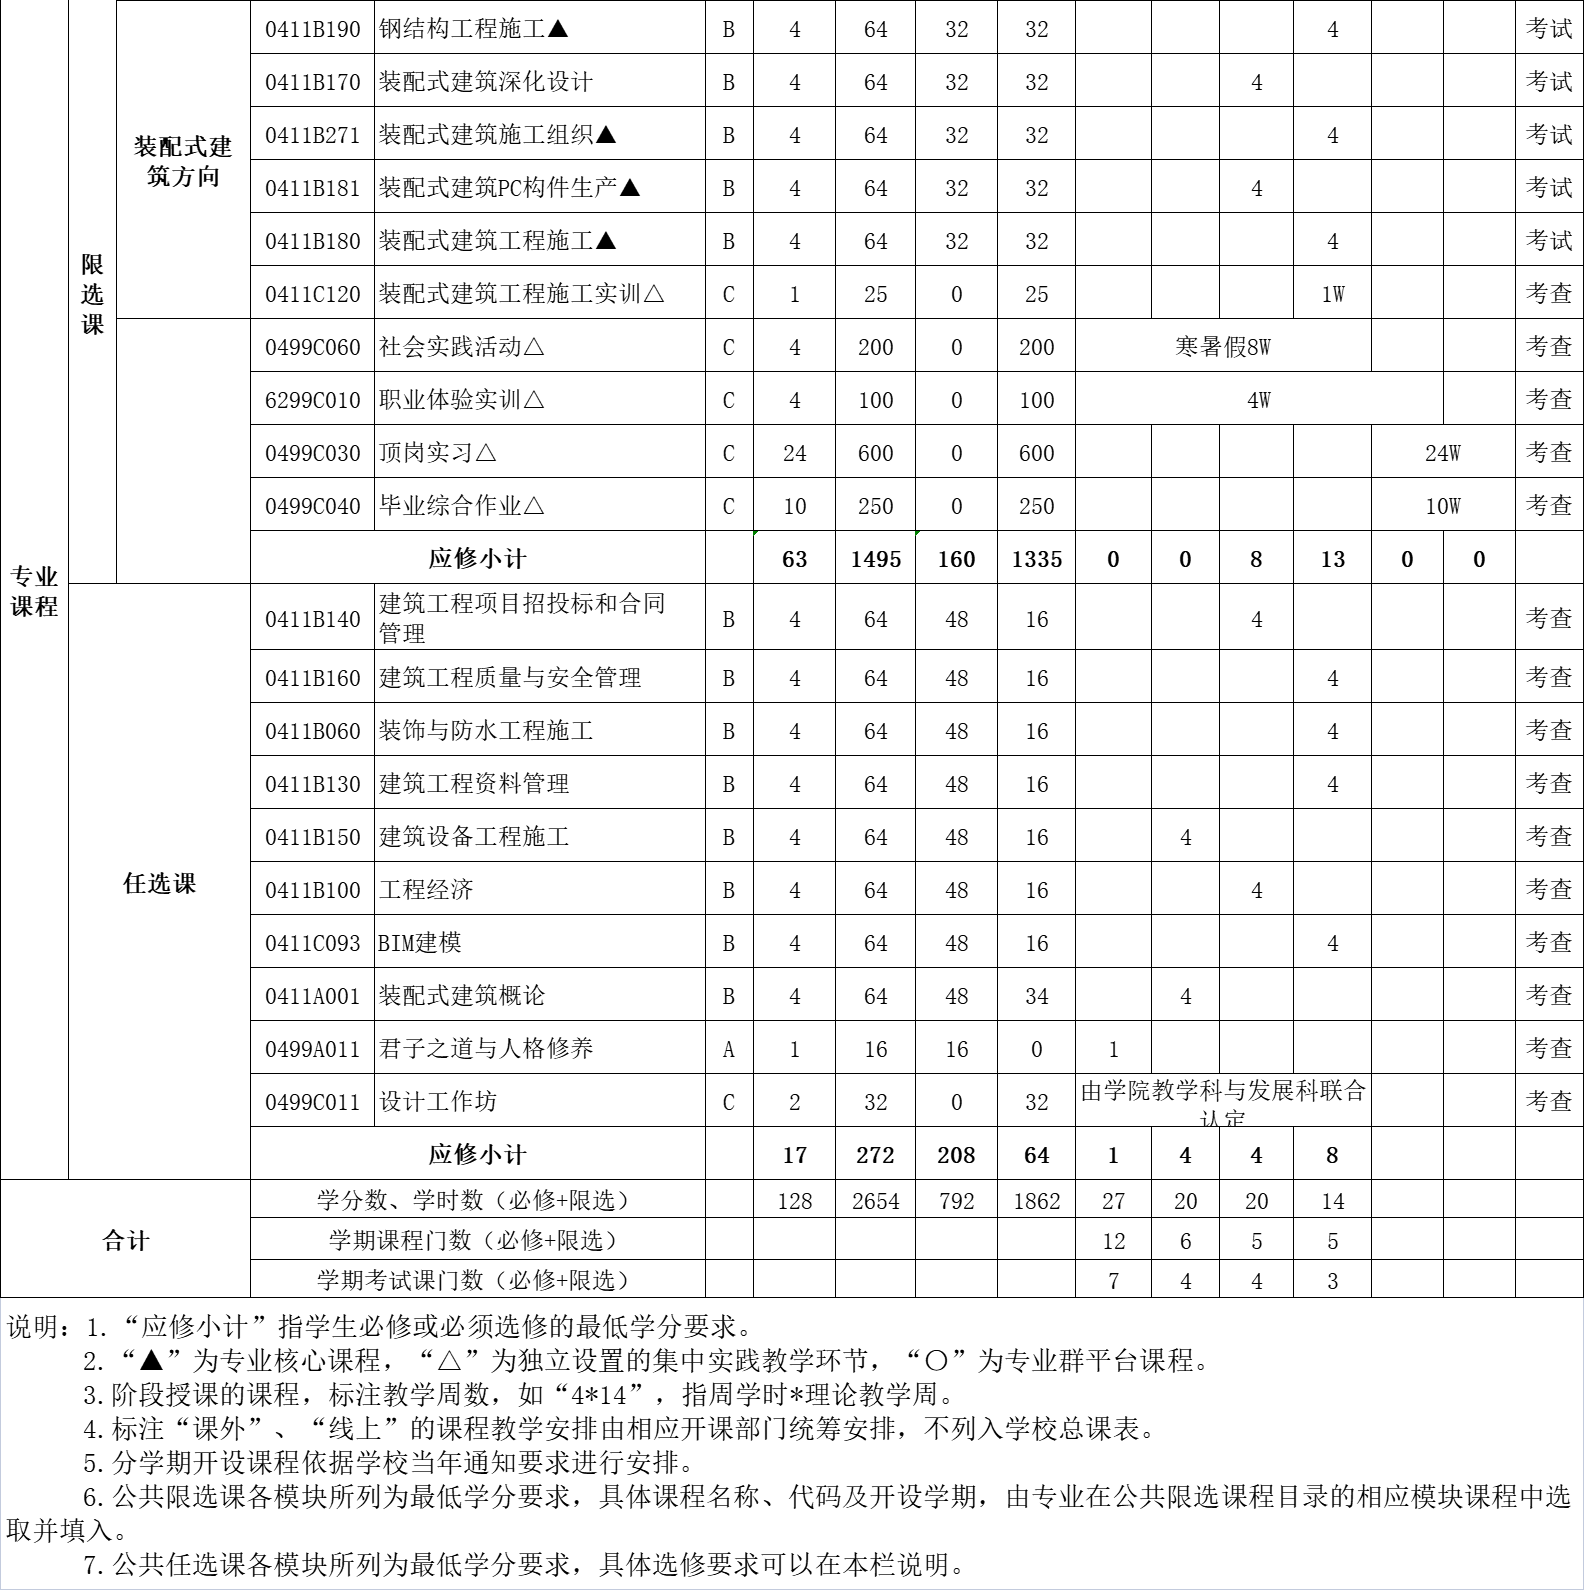 0411B190 钢结构工程施工▲ B 4 64 32 32 4 考试
0411B170 装配式建筑深化设计 B 4 64 32 32 4 考试
0411B271 装配式建筑施工组织▲ B 4 64 32 32 4 考试
装配式建
筑方向
0411B181 装配式建筑PC构件生产▲ B 4 64 32 32 4 考试
0411B180 装配式建筑工程施工▲ B 4 64 32 32 4 考试
限
选
课
0411C120 装配式建筑工程施工实训△ C 1 25 0 25 1W 考查
0499C060 社会实践活动△ C 4 200 0 200 寒暑假8W 考查
6299C010 职业体验实训△ C 4 100 0 100 4W 考查
0499C030 顶岗实习△ C 24 600 0 600 24W 考查
0499C040 毕业综合作业△ C 10 250 0 250 10W 考查
应修小计 63 1495 160 1335 0 0 8 13 0 0
专业
课程
0411B140 建筑工程项目招投标和合同
管理 B 4 64 48 16 4 考查
0411B160 建筑工程质量与安全管理 B 4 64 48 16 4 考查
0411B060 装饰与防水工程施工 B 4 64 48 16 4 考查
0411B130 建筑工程资料管理 B 4 64 48 16 4 考查
0411B150 建筑设备工程施工 B 4 64 48 16 4 考查
任选课
0411B100 工程经济 B 4 64 48 16 4 考查
0411C093 BIM建模 B 4 64 48 16 4 考查
0411A001 装配式建筑概论 B 4 64 48 34 4 考查
0499A011 君子之道与人格修养 A 1 16 16 0 1 考查
0499C011 设计工作坊 C 2 32 0 32 由学院教学科与发展科联合
认定 考查
应修小计 17 272 208 64 1 4 4 8
学分数、学时数（必修+限选） 128 2654 792 1862 27 20 20 14
合计
学期课程门数（必修+限选） 12 6 5 5
学期考试课门数（必修+限选） 7 4 4 3
说明：1.“应修小计”指学生必修或必须选修的最低学分要求。
2.“▲”为专业核心课程，“△”为独立设置的集中实践教学环节，“〇”为专业群平台课程。
3.阶段授课的课程，标注教学周数，如“4*14”，指周学时*理论教学周。
4.标注“课外”、“线上”的课程教学安排由相应开课部门统筹安排，不列入学校总课表。
5.分学期开设课程依据学校当年通知要求进行安排。
6.公共限选课各模块所列为最低学分要求，具体课程名称、代码及开设学期，由专业在公共限选课程目录的相应模块课程中选
取并填入。
7.公共任选课各模块所列为最低学分要求，具体选修要求可以在本栏说明。